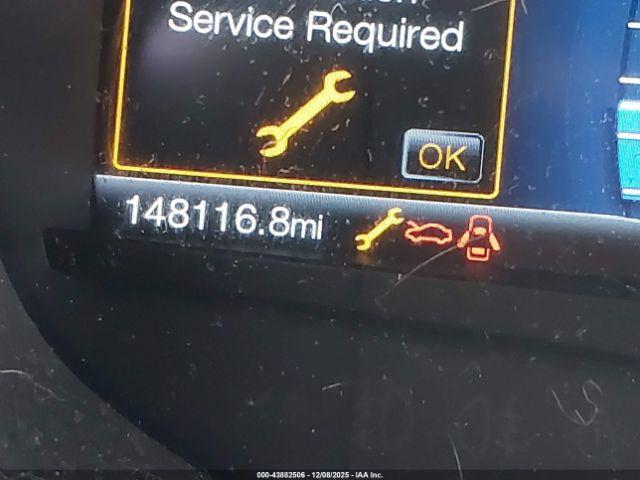 Service Required
OK
148116.8mi
000-43882506 - 12/08/2025 - IAA Inc.